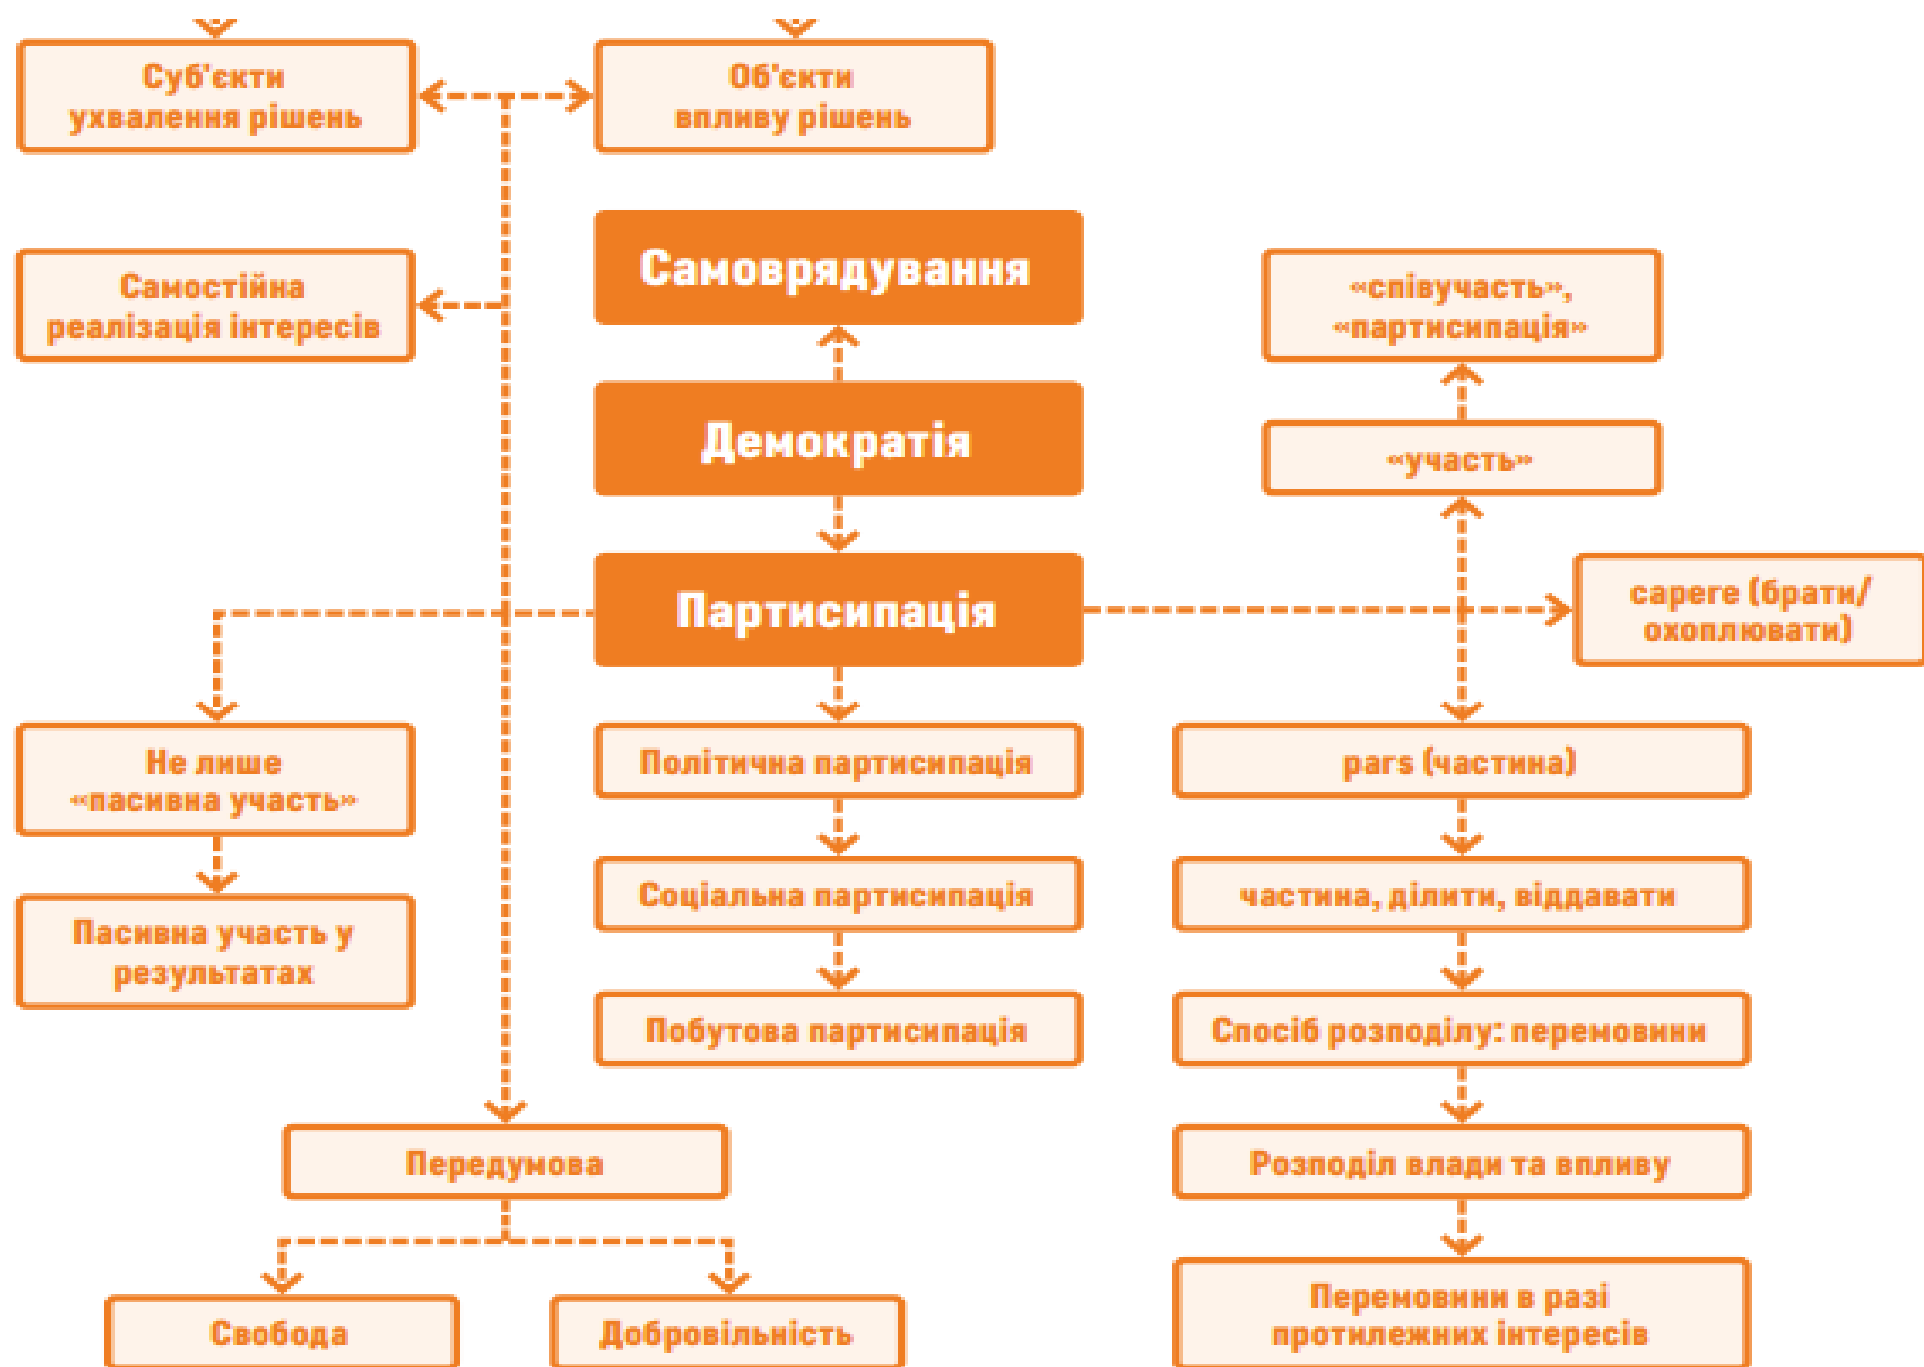 Суб'єкти
ухвалення рішень
Об'єкти
впливу рішень
Самоврядування
Самостійна
реалізація інтересів
«співучасть»,
«партисипація»
Демократія
«участь»
Партисипація
capere (брати/
охоплювати)
Не лише
«пасивна участь»
Політична партисипація
pars (частина)
Соціальна партисипація
частина, ділити, віддавати
Пасивна участь у
результатах
Побутова партисипація
Спосіб розподілу: перемовини
Передумова
Розподіл влади та впливу
Свобода
Добровільність
Перемовини в разі
протилежних інтересів